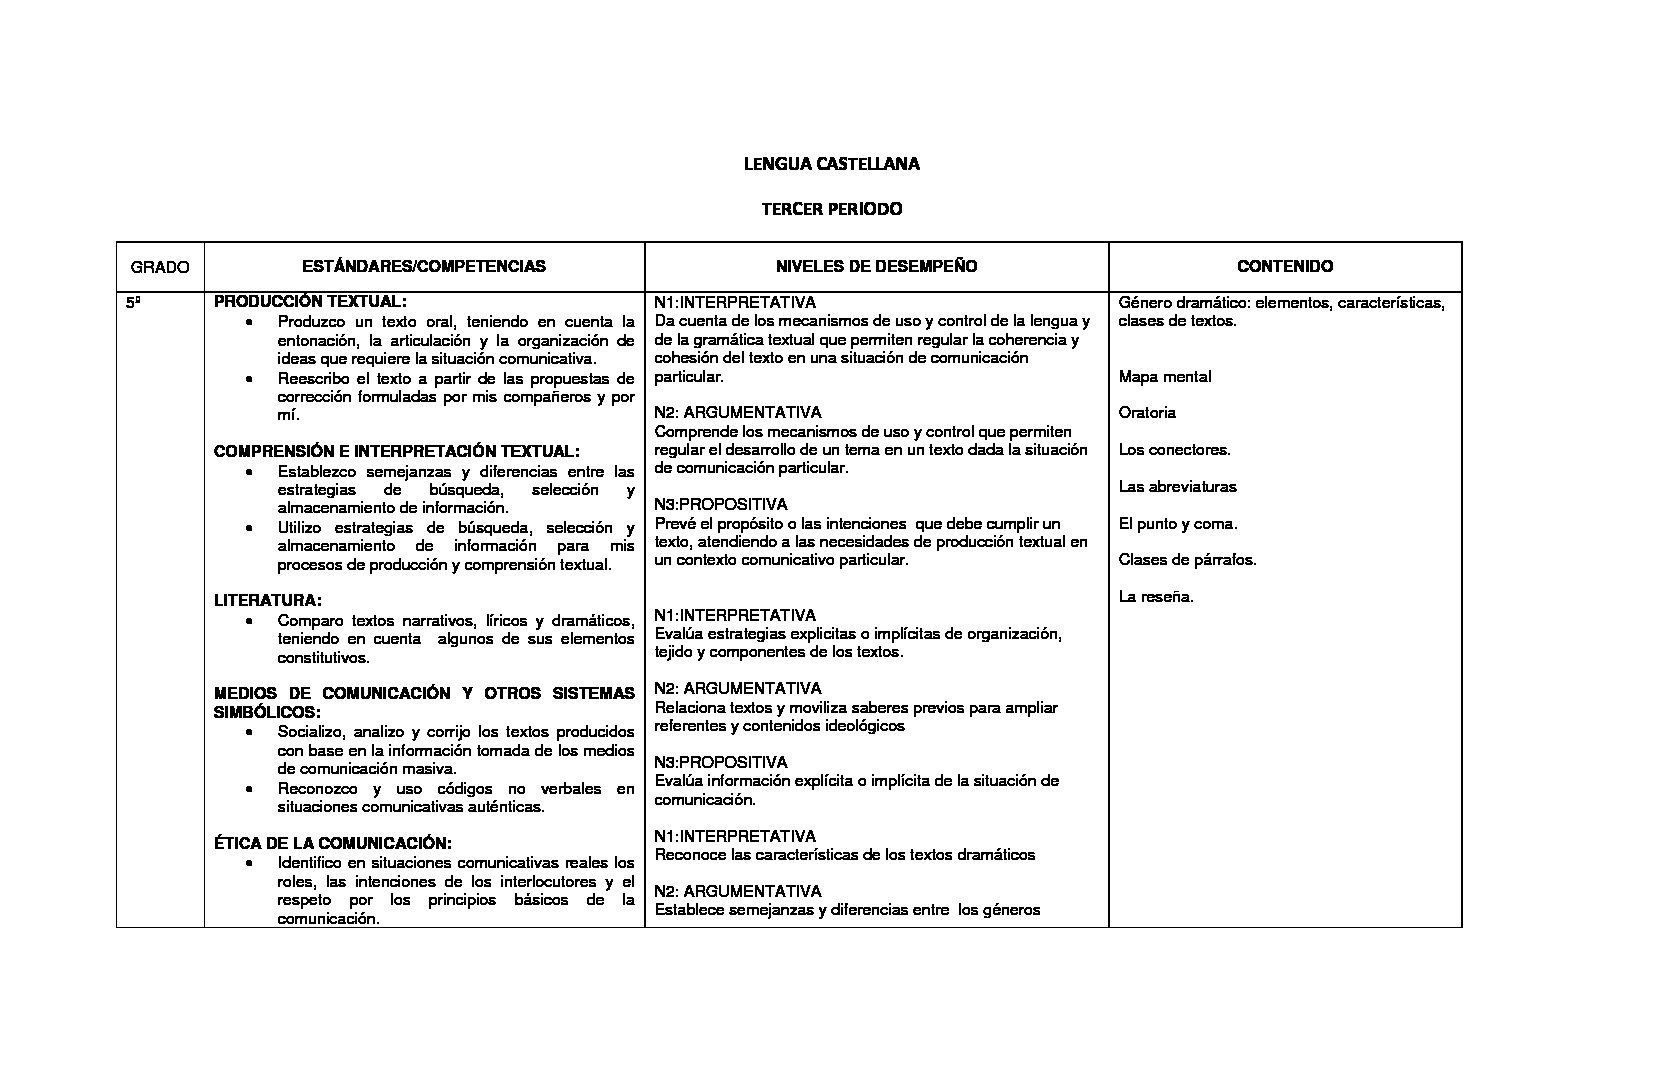 LENGUA CASTELLANA
TERCER PERIODO
GRADO
ESTÁNDARES/COMPETENCIAS
NIVELES DE DESEMPEÑO
CONTENIDO
5º
PRODUCCIÓN TEXTUAL:
• Produzco un texto oral, teniendo en cuenta la
entonación, la articulación y la organización de
ideas que requiere la situación comunicativa.
• Reescribo el texto a partir de las propuestas de
corrección formuladas por mis compañeros y por
mí.
COMPRENSIÓN E INTERPRETACIÓN TEXTUAL:
• Establezco semejanzas y diferencias entre las
estrategias de búsqueda, selección y
almacenamiento de información.
• Utilizo estrategias de búsqueda, selección y
almacenamiento de información para mis
procesos de producción y comprensión textual.
LITERATURA:
• Comparo textos narrativos, líricos y dramáticos,
teniendo en cuenta algunos de sus elementos
constitutivos.
MEDIOS DE COMUNICACIÓN Y OTROS SISTEMAS
SIMBÓLICOS:
• Socializo, analizo y corrijo los textos producidos
con base en la información tomada de los medios
de comunicación masiva.
• Reconozco y uso códigos no verbales en
situaciones comunicativas auténticas.
ÉTICA DE LA COMUNICACIÓN:
• Identifico en situaciones comunicativas reales los
roles, las intenciones de los interlocutores y el
respeto por los principios básicos de la
comunicación.
N1:INTERPRETATIVA
Da cuenta de los mecanismos de uso y control de la lengua y
de la gramática textual que permiten regular la coherencia y
cohesión del texto en una situación de comunicación
particular.
N2: ARGUMENTATIVA
Comprende los mecanismos de uso y control que permiten
regular el desarrollo de un tema en un texto dada la situación
de comunicación particular.
N3:PROPOSITIVA
Prevé el propósito o las intenciones que debe cumplir un
texto, atendiendo a las necesidades de producción textual en
un contexto comunicativo particular.
N1:INTERPRETATIVA
Evalúa estrategias explicitas o implícitas de organización,
tejido y componentes de los textos.
N2: ARGUMENTATIVA
Relaciona textos y moviliza saberes previos para ampliar
referentes y contenidos ideológicos
N3:PROPOSITIVA
Evalúa información explícita o implícita de la situación de
comunicación.
N1:INTERPRETATIVA
Reconoce las características de los textos dramáticos
N2: ARGUMENTATIVA
Establece semejanzas y diferencias entre los géneros
Género dramático: elementos, características,
clases de textos.
Mapa mental
Oratoria
Los conectores.
Las abreviaturas
El punto y coma.
Clases de párrafos.
La reseña.